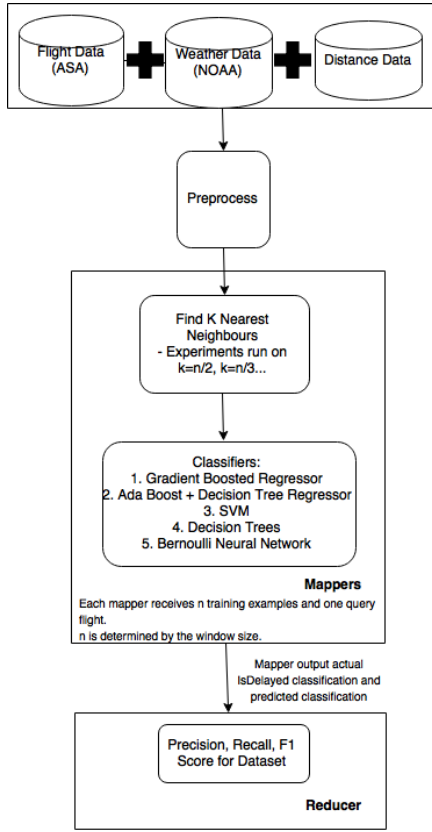 Flight Data
(ASA)
Weather Data
(NOAA)
Distance Data
Preprocess
Find K Nearest
Neighbours
- Experiments run on
k=n/2, k=n/3...
Classifiers:
1. Gradient Boosted Regressor
2. Ada Boost + Decision Tree Regressor
3. SVM
4. Decision Trees
5. Bernoulli Neural Network
Mappers
Each mapper receives n training examples and one query
flight.
n is determined by the window size.
Mapper output actual
IsDelayed classification and
predicted classification
Precision, Recall, F1
Score for Dataset
Reducer